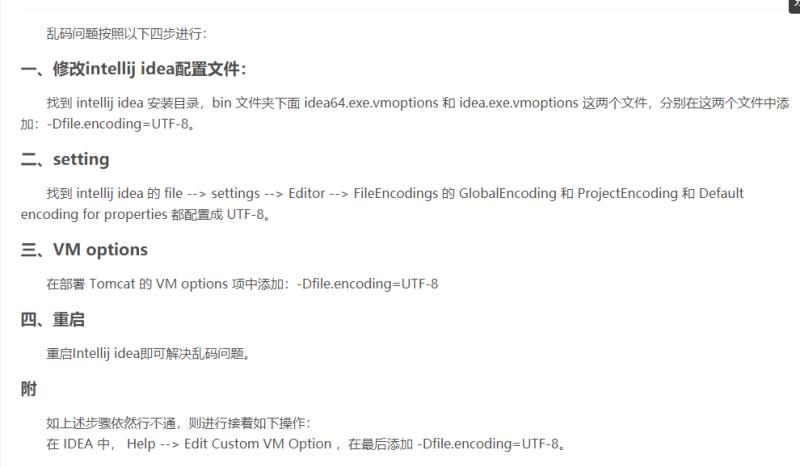 乱码问题按照以下四步进行：
一、修改intellij idea配置文件：
找到 intellij idea 安装目录，bin 文件夹下面 idea64.exe.vmoptions 和 idea.exe.vmoptions 这两个文件，分别在这两个文件中添
加：-Dfile.encoding=UTF-8。
二、setting
找到 intellij idea 的 file --> settings --> Editor --> FileEncodings 的 GlobalEncoding 和 ProjectEncoding 和 Default
encoding for properties 都配置成 UTF-8。
三、VM options
在部署 Tomcat 的 VM options 项中添加：-Dfile.encoding=UTF-8
四、重启
重启Intellij idea即可解决乱码问题。
附
如上述步骤依然行不通，则进行接着如下操作：
在 IDEA 中， Help --> Edit Custom VM Option ，在最后添加 -Dfile.encoding=UTF-8。